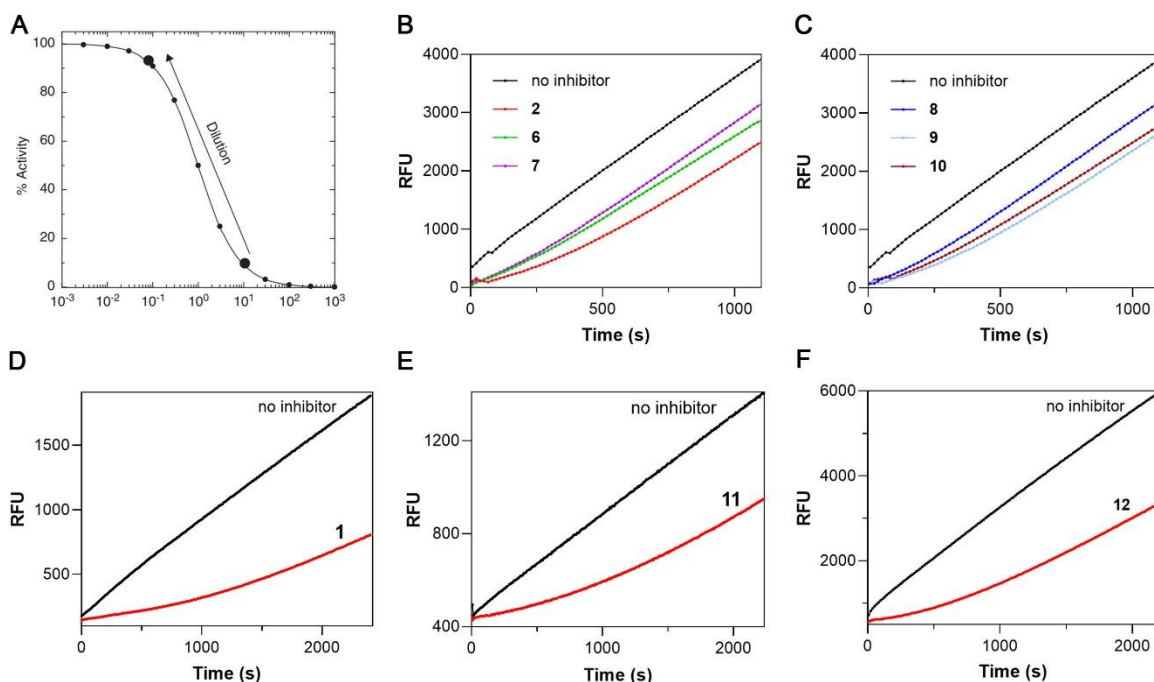 A
100
80
60
40
20
0
% Activity
Dilution
10-3 10-2 10-1 100 101 102 103
B
4000
3000
2000
1000
0
RFU
no inhibitor
2
6
7
0 500 1000
Time (s)
C
4000
3000
2000
1000
0
RFU
no inhibitor
8
9
10
0 500 1000
Time (s)
D
1500
1000
500
RFU
no inhibitor
1
0 1000 2000
Time (s)
E
1200
800
400
RFU
no inhibitor
11
0 1000 2000
Time (s)
F
6000
4000
2000
RFU
no inhibitor
12
0 1000 2000
Time (s)